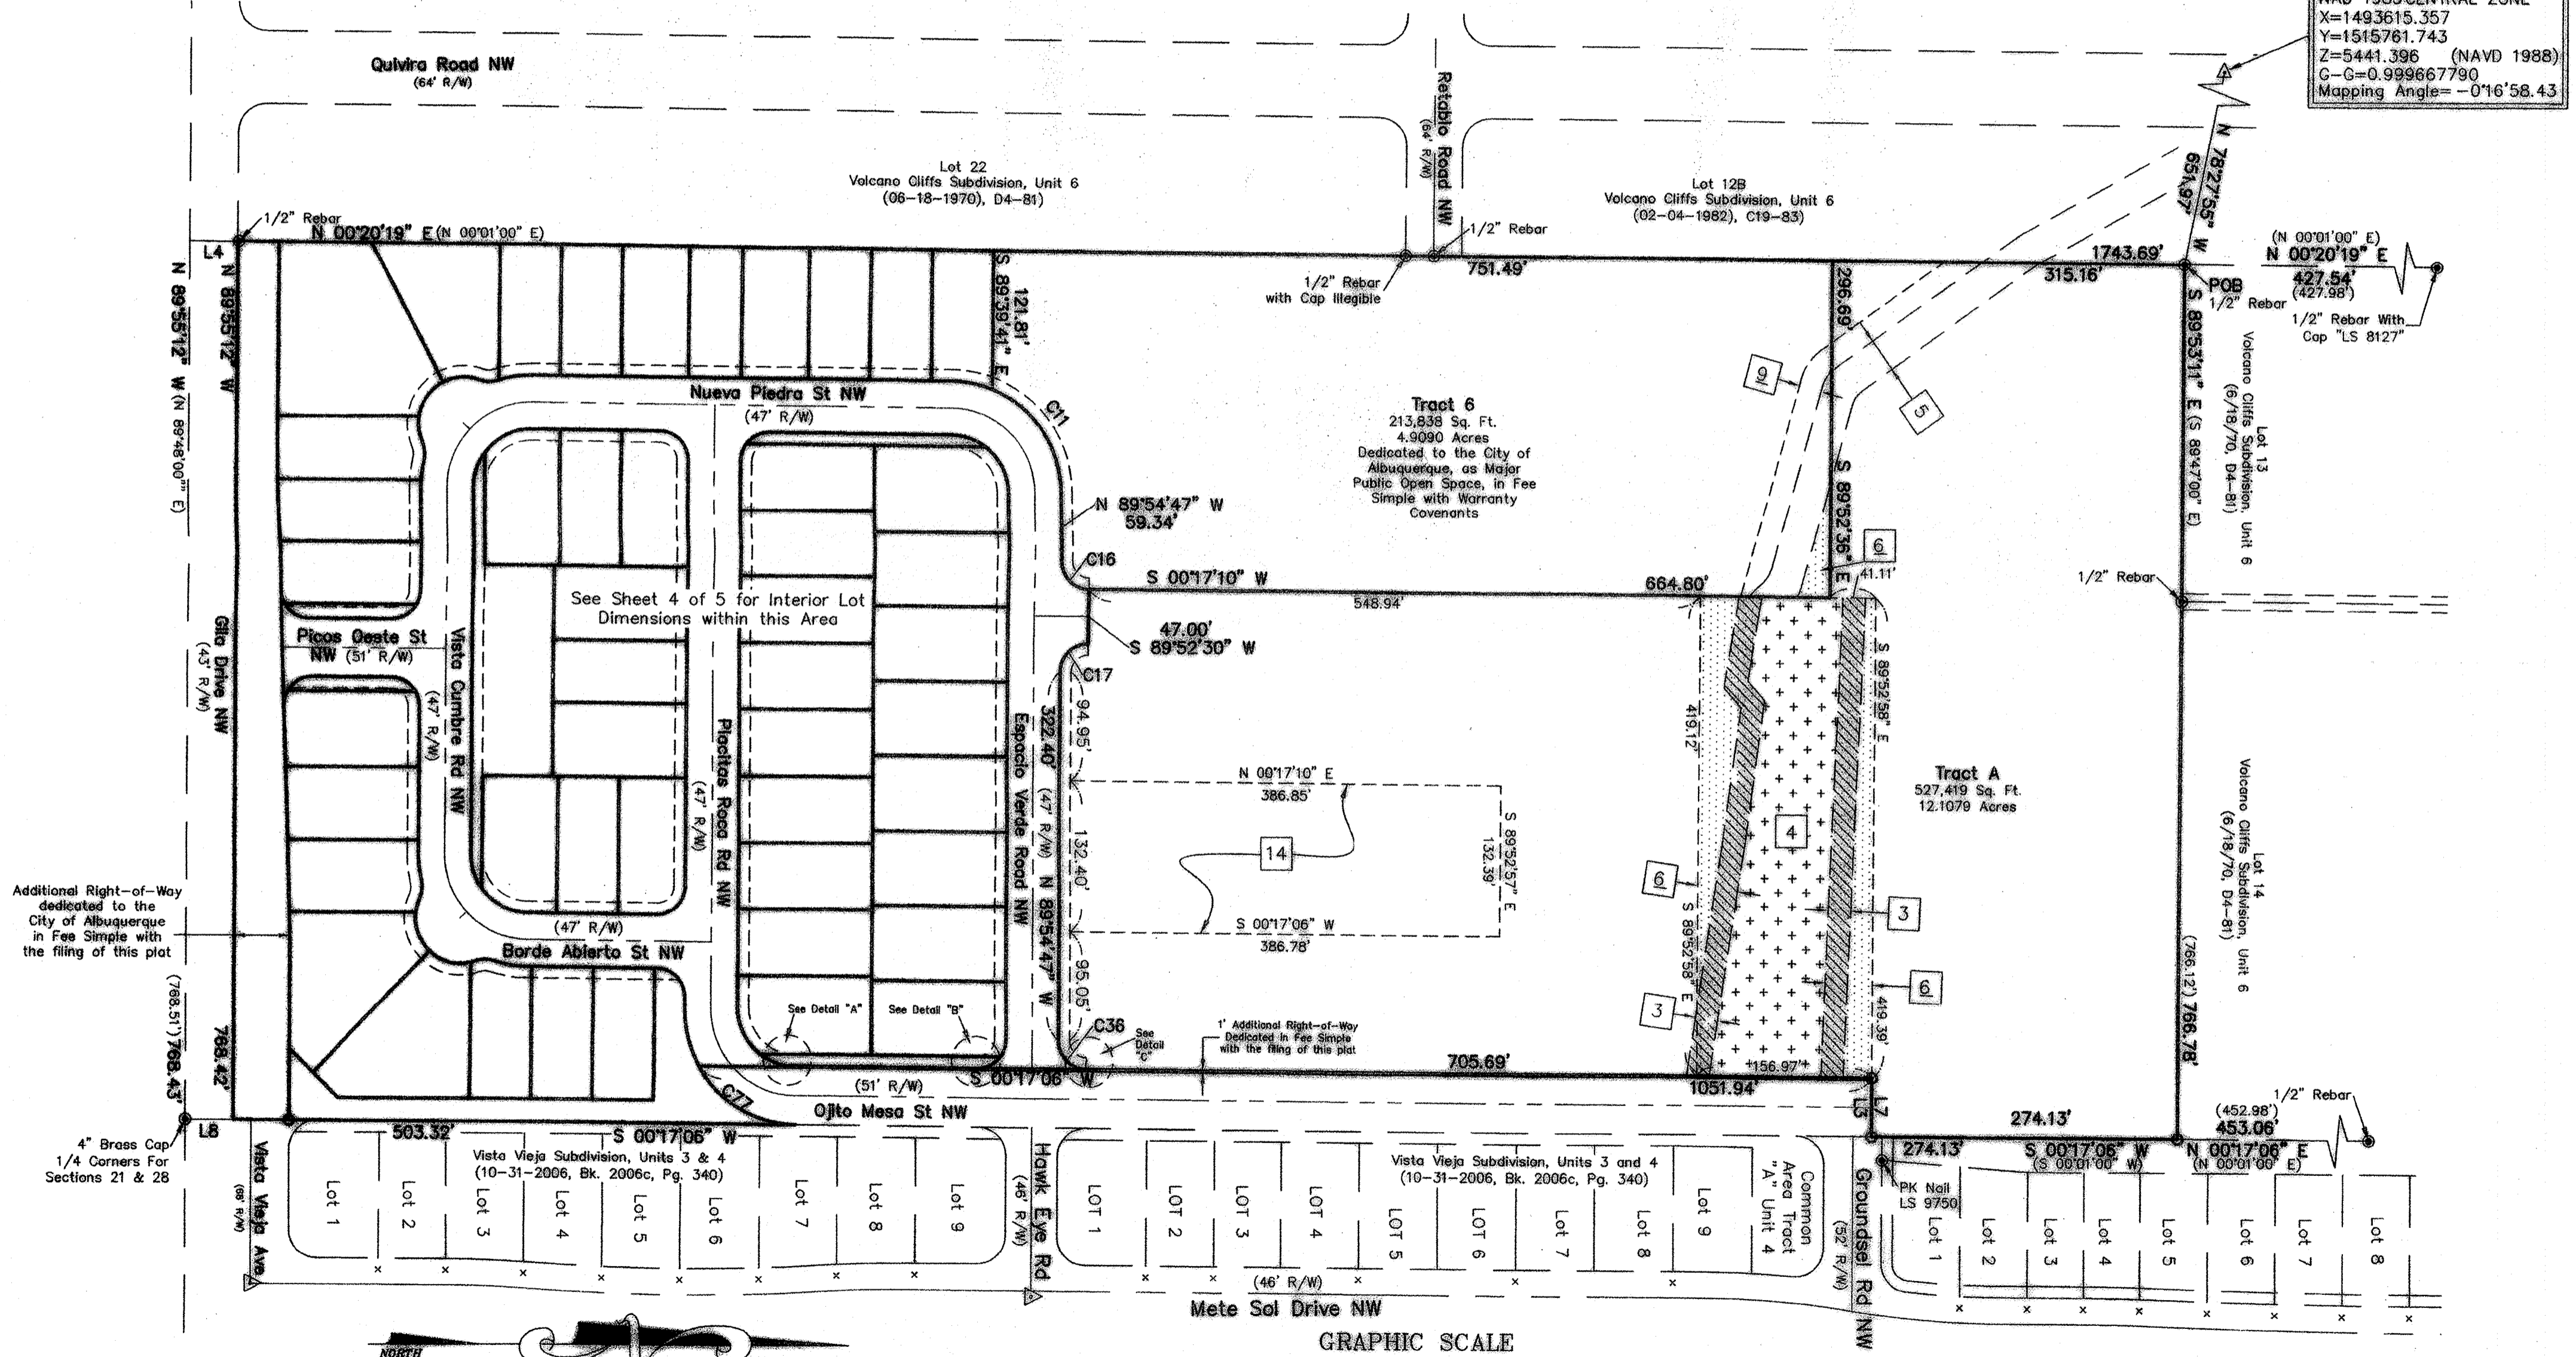 X=1493615.357
Y=1515761.743
Z=5441.396 (NAVD 1988)
G-G=0.999667790
Mapping Angle= -0°16'58.43
Quivira Road NW
(64' R/W)
Retablo Road NW
(64' R/W)
N 78°27'55" W
651.97'
Lot 22
Volcano Cliffs Subdivision, Unit 6
(06-18-1970), D4-81)
Lot 12B
Volcano Cliffs Subdivision, Unit 6
(02-04-1982), C19-83)
1/2" Rebar
N 00°20'19" E (N 00°01'00" E)
L4
1/2" Rebar
1/2" Rebar
with Cap Illegible
751.49'
1743.69'
315.16'
(N 00°01'00" E)
N 00°20'19" E
427.54'
(427.98')
POB
1/2" Rebar
1/2" Rebar With
Cap "LS 8127"
N 89°55'12" W
N 89°55'12" W (N 89°48'00"" E)
121.81'
S 89°39'41" E
296.69'
S 89°52'36" E
S 89°53'11" E (S 89°47'00" E)
Lot 13
Volcano Cliffs Subdivision, Unit 6
(6/18/70, D4-81)
Nueva Piedra St NW
(47' R/W)
C11
9
5
Tract 6
213,838 Sq. Ft.
4.9090 Acres
Dedicated to the City of
Albuquerque, as Major
Public Open Space, in Fee
Simple with Warranty
Covenants
N 89°54'47" W
59.34'
C16
S 00°17'10" W
664.80'
548.94'
6
41.11'
1/2" Rebar
See Sheet 4 of 5 for Interior Lot
Dimensions within this Area
Picos Oeste St
NW (51' R/W)
47.00'
S 89°52'30" W
C17
Gila Drive NW
(43' R/W)
Vista Cumbre Rd NW
(47' R/W)
Placitas Roca Rd NW
(47' R/W)
Espacio Verde Road NW
(47' R/W)
322.40'
N 89°54'47" W
94.95'
132.40'
95.05'
N 00°17'10" E
386.85'
14
S 00°17'06" W
386.78'
S 89°52'57" E
132.39'
419.12'
S 89°52'58" E
S 89°52'58" E
419.39'
Tract A
527,419 Sq. Ft.
12.1079 Acres
4
6
3
3
6
Lot 14
Volcano Cliffs Subdivision, Unit 6
(6/18/70, D4-81)
(766.12') 766.78'
Additional Right-of-Way
dedicated to the
City of Albuquerque
in Fee Simple with
the filing of this plat
(47' R/W)
Borde Abierto St NW
(768.51') 768.43'
768.42'
See Detail "A"
See Detail "B"
C36
See
Detail
"C"
1' Additional Right-of-Way
Dedicated in Fee Simple
with the filing of this plat
705.69'
156.97'
1051.94'
(51' R/W)
S 00°17'06" W
C77
Ojito Mesa St NW
L3
L7
274.13'
(452.98')
453.06'
1/2" Rebar
L6
4" Brass Cap
1/4 Corners For
Sections 21 & 28
503.32'
S 00°17'06" W
274.13'
S 00°17'06" W
(S 00°01'00" W)
N 00°17'06" E
(N 00°01'00" E)
Vista Vieja Subdivision, Units 3 & 4
(10-31-2006, Bk. 2006c, Pg. 340)
Vista Vieja Subdivision, Units 3 and 4
(10-31-2006, Bk. 2006c, Pg. 340)
PK Nail
LS 9750
Vista Vieja Ave.
(68' R/W)
Lot 1
Lot 2
Lot 3
Lot 4
Lot 5
Lot 6
Lot 7
Lot 8
Lot 9
Hawk Eye Rd
(46' R/W)
LOT 1
LOT 2
LOT 3
LOT 4
LOT 5
LOT 6
Lot 7
Lot 8
Lot 9
Common
Area Tract
"A" Unit 4
Groundsel Rd NW
(52' R/W)
Lot 1
Lot 2
Lot 3
Lot 4
Lot 5
Lot 6
Lot 7
Lot 8
(46' R/W)
Mete Sol Drive NW
GRAPHIC SCALE
NORTH